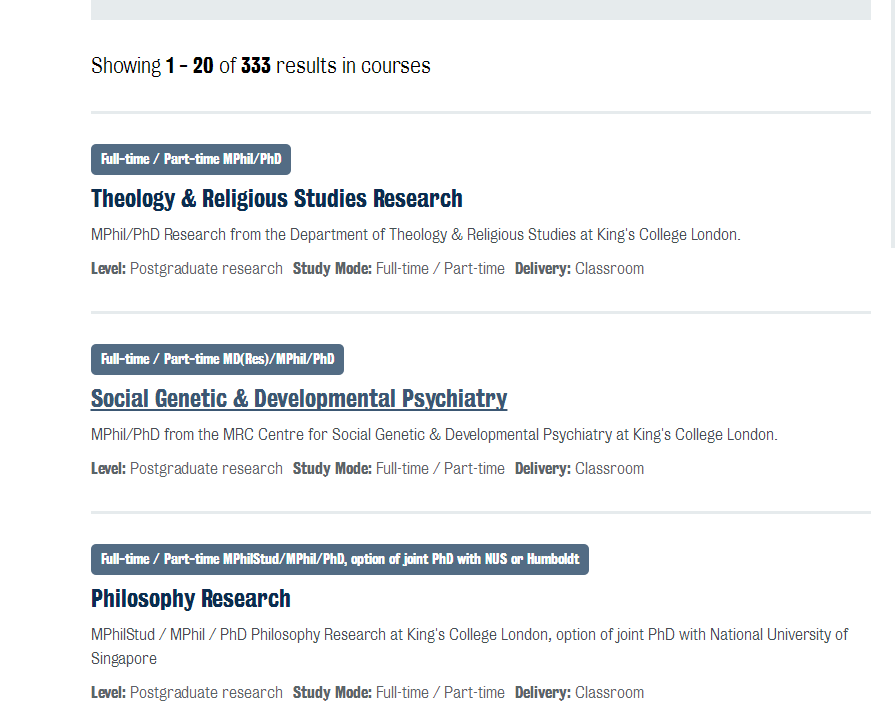 Showing 1 - 20 of 333 results in courses
Full-time / Part-time MPhil/PhD
Theology & Religious Studies Research
MPhil/PhD Research from the Department of Theology & Religious Studies at King's College London.
Level: Postgraduate research Study Mode: Full-time / Part-time Delivery: Classroom
Full-time / Part-time MD(Res)/MPhil/PhD
Social Genetic & Developmental Psychiatry
MPhil/PhD from the MRC Centre for Social Genetic & Developmental Psychiatry at King's College London.
Level: Postgraduate research Study Mode: Full-time / Part-time Delivery: Classroom
Full-time / Part-time MPhilStud/MPhil/PhD, option of joint PhD with NUS or Humboldt
Philosophy Research
MPhilStud / MPhil / PhD Philosophy Research at King's College London, option of joint PhD with National University of
Singapore
Level: Postgraduate research Study Mode: Full-time / Part-time Delivery: Classroom